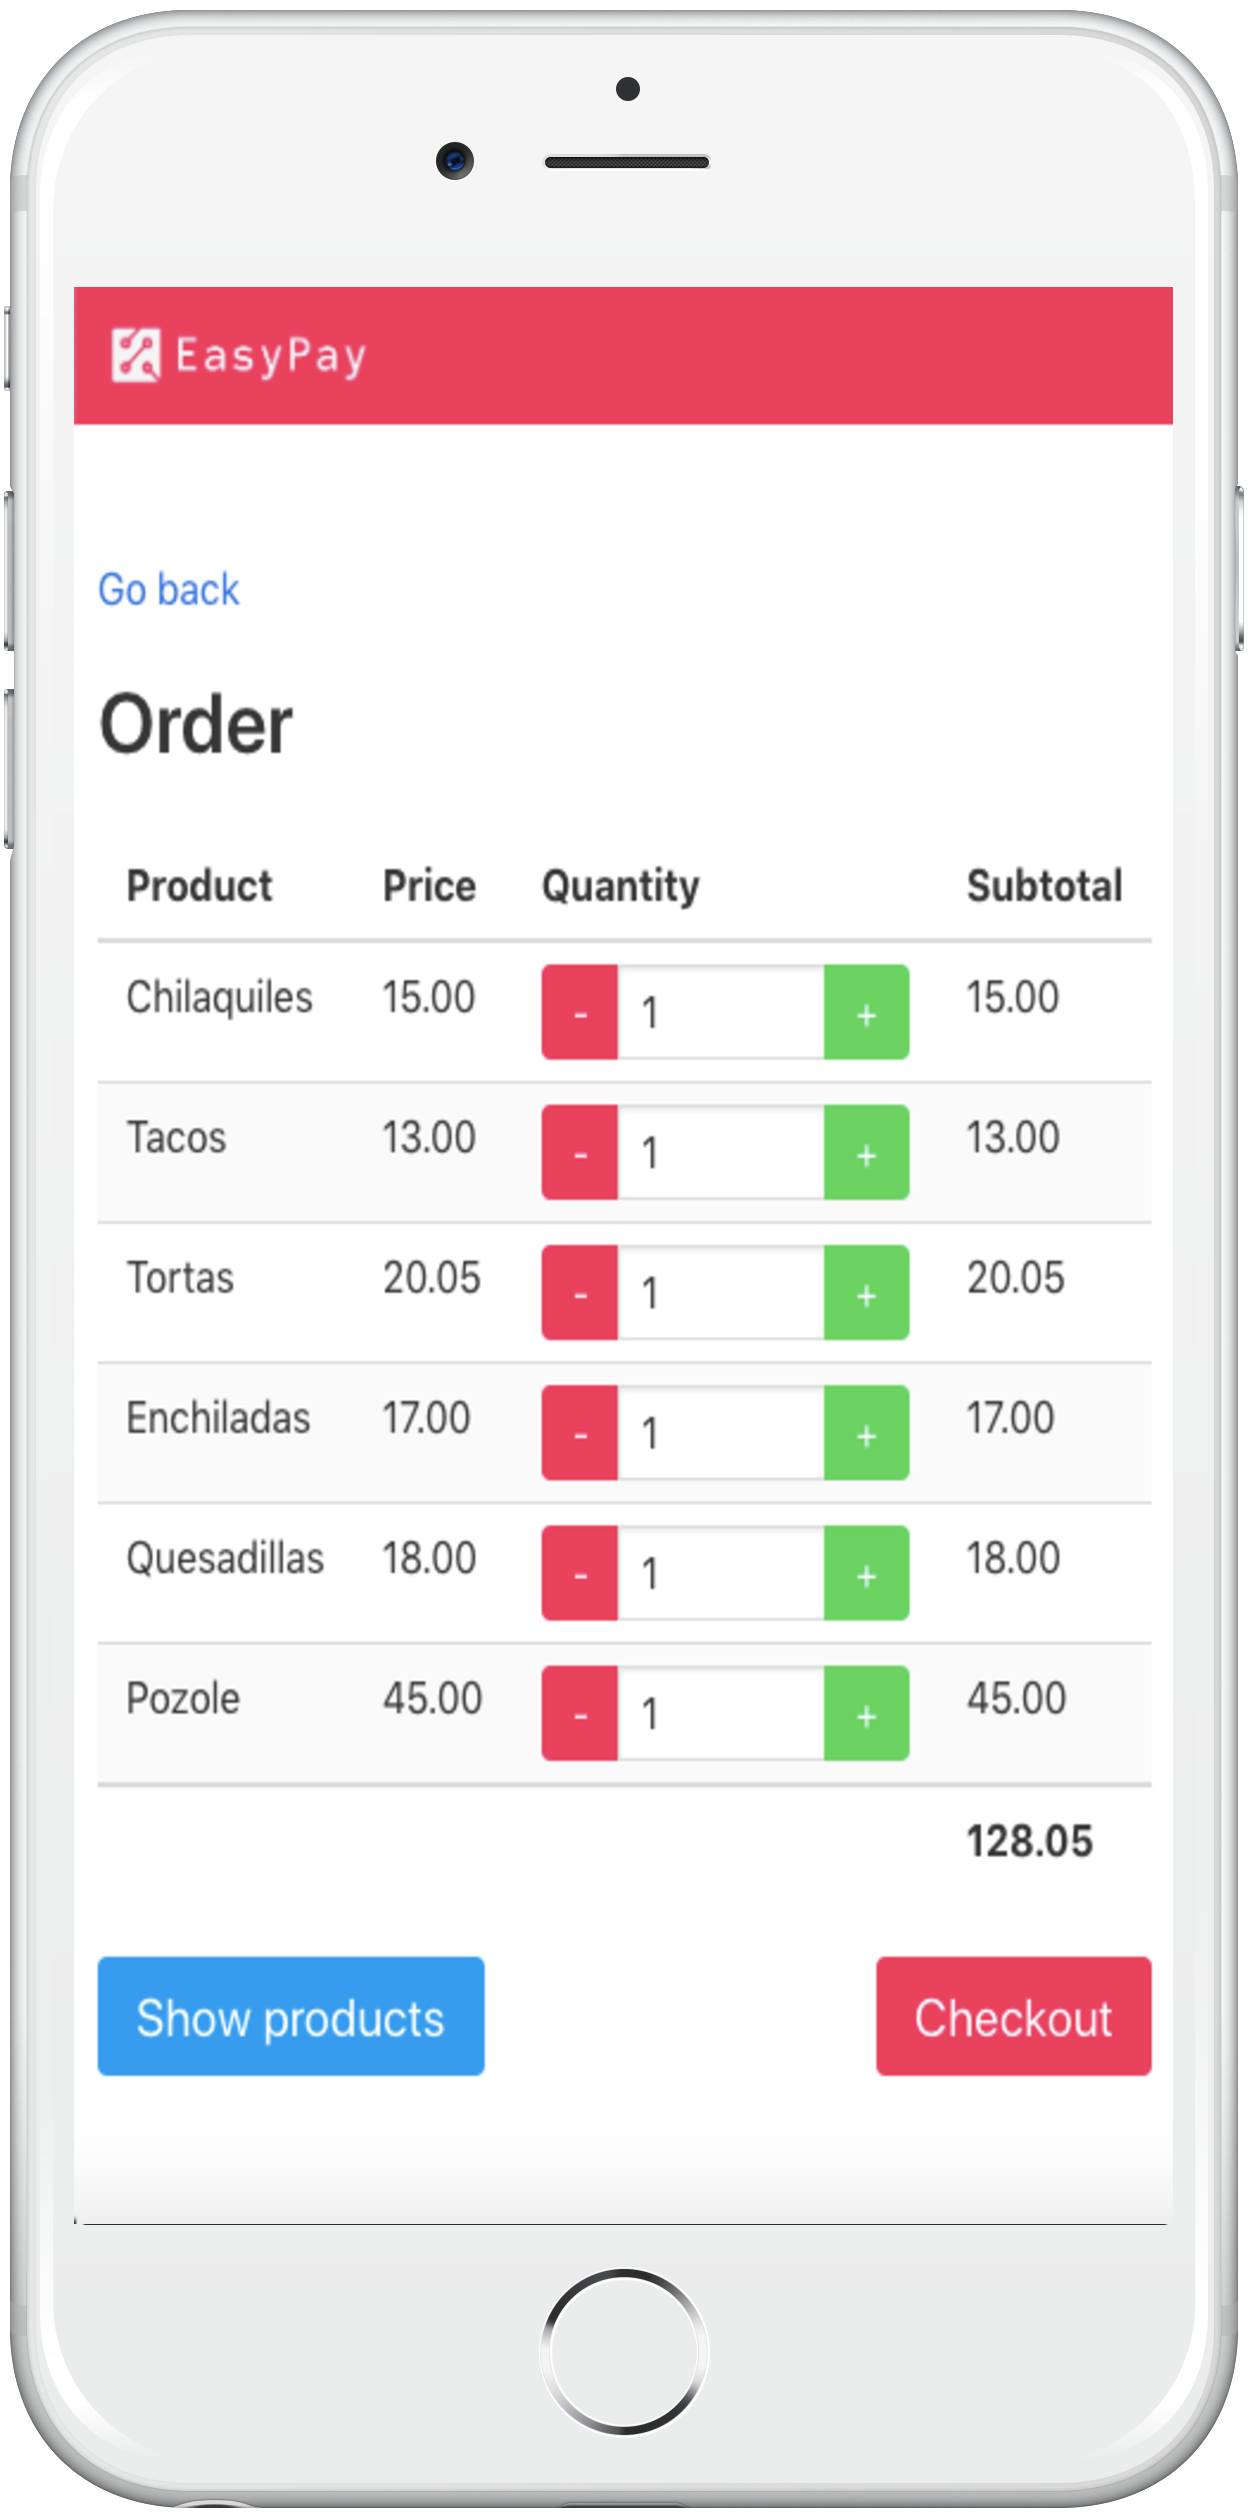 EasyPay
Go back
Order
Product Price Quantity Subtotal
Chilaquiles 15.00 - 1 + 15.00
Tacos 13.00 - 1 + 13.00
Tortas 20.05 - 1 + 20.05
Enchiladas 17.00 - 1 + 17.00
Quesadillas 18.00 - 1 + 18.00
Pozole 45.00 - 1 + 45.00
128.05
Show products Checkout